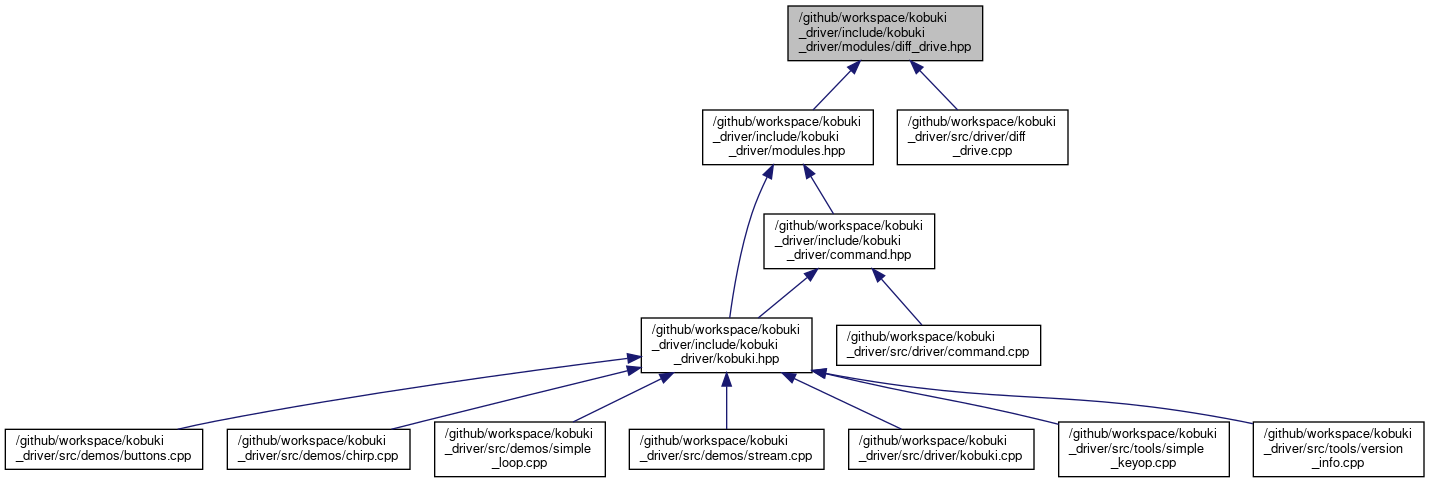 /github/workspace/kobuki
_driver/include/kobuki
_driver/modules/diff_drive.hpp
/github/workspace/kobuki
_driver/include/kobuki
_driver/modules.hpp
/github/workspace/kobuki
_driver/src/driver/diff
_drive.cpp
/github/workspace/kobuki
_driver/include/kobuki
_driver/command.hpp
/github/workspace/kobuki
_driver/include/kobuki
_driver/kobuki.hpp
/github/workspace/kobuki
_driver/src/driver/command.cpp
/github/workspace/kobuki
_driver/src/demos/buttons.cpp
/github/workspace/kobuki
_driver/src/demos/chirp.cpp
/github/workspace/kobuki
_driver/src/demos/simple
_loop.cpp
/github/workspace/kobuki
_driver/src/demos/stream.cpp
/github/workspace/kobuki
_driver/src/driver/kobuki.cpp
/github/workspace/kobuki
_driver/src/tools/simple
_keyop.cpp
/github/workspace/kobuki
_driver/src/tools/version
_info.cpp